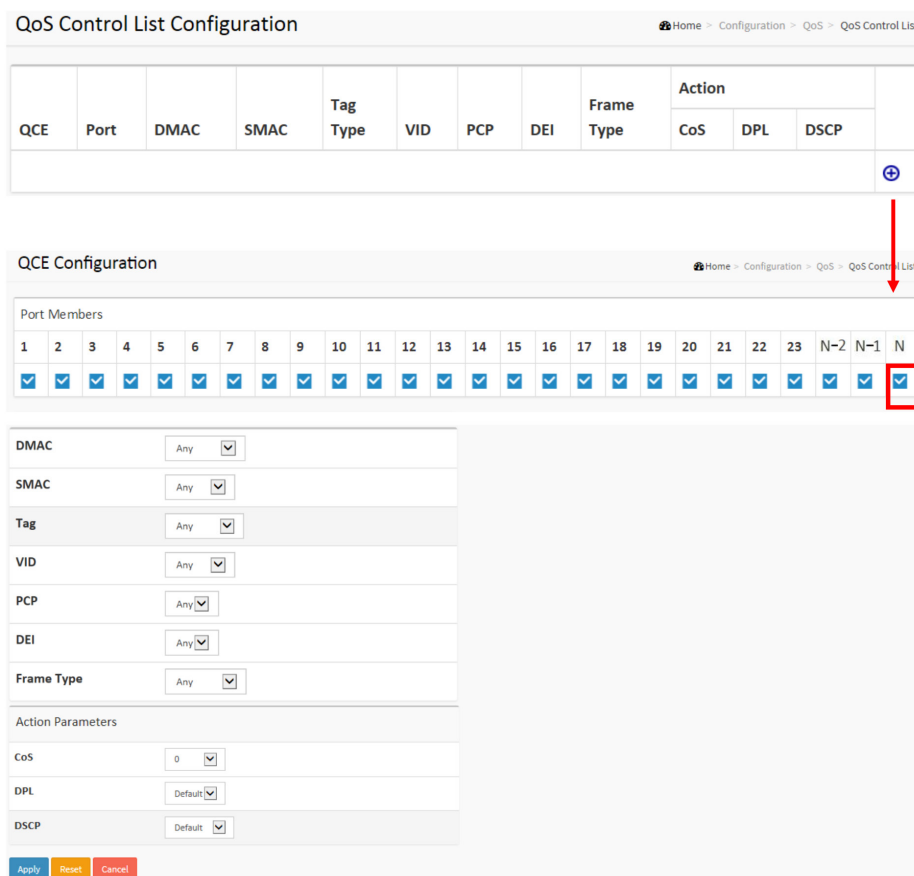 QoS Control List Configuration
Home > Configuration > QoS > QoS Control Lis
QCE Port DMAC SMAC Tag Type VID PCP DEI Frame Type Action
CoS DPL DSCP
QCE Configuration
Home > Configuration > QoS > QoS Control List
Port Members
1 2 3 4 5 6 7 8 9 10 11 12 13 14 15 16 17 18 19 20 21 22 23 N-2 N-1 N
DMAC Any
SMAC Any
Tag Any
VID Any
PCP Any
DEI Any
Frame Type Any
Action Parameters
CoS 0
DPL Default
DSCP Default
Apply Reset Cancel